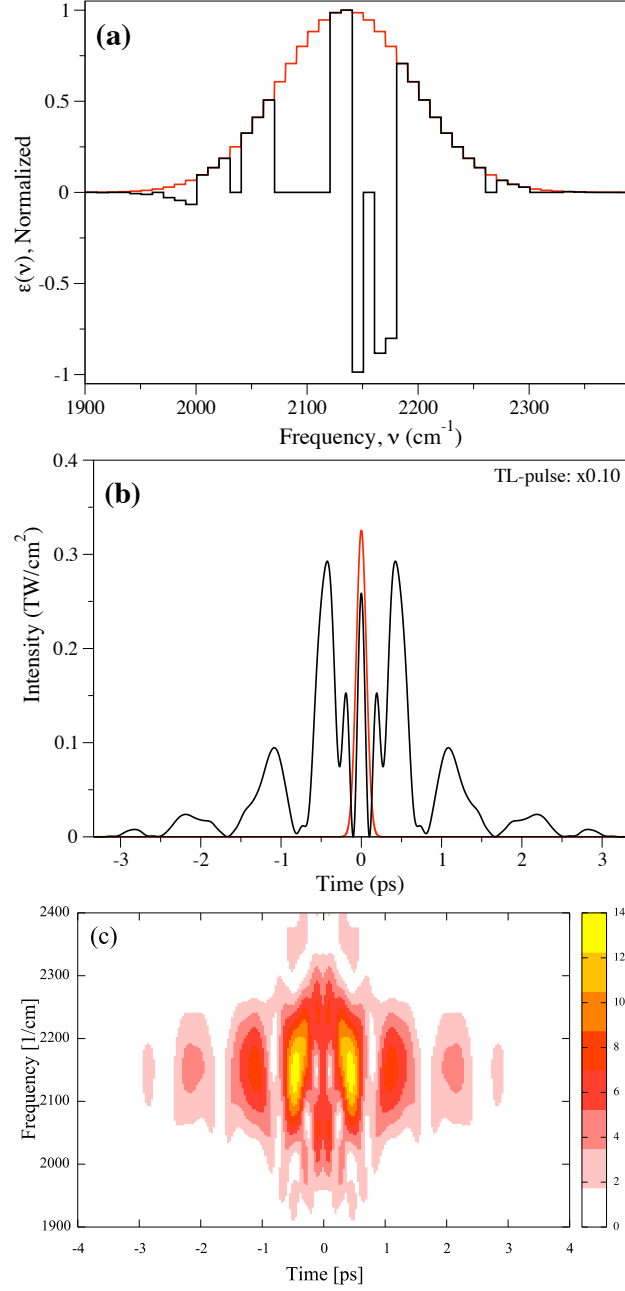 (a)
1
0.5
0
-0.5
-1
ε(ν), Normalized
1900 2000 2100 2200 2300
Frequency, ν (cm⁻¹)
(b)
TL-pulse: x0.10
0.4
0.3
0.2
0.1
0
Intensity (TW/cm²)
-3 -2 -1 0 1 2 3
Time (ps)
(c)
2400
2300
2200
2100
2000
1900
Frequency [1/cm]
-4 -3 -2 -1 0 1 2 3 4
Time [ps]
14
12
10
8
6
4
2
0